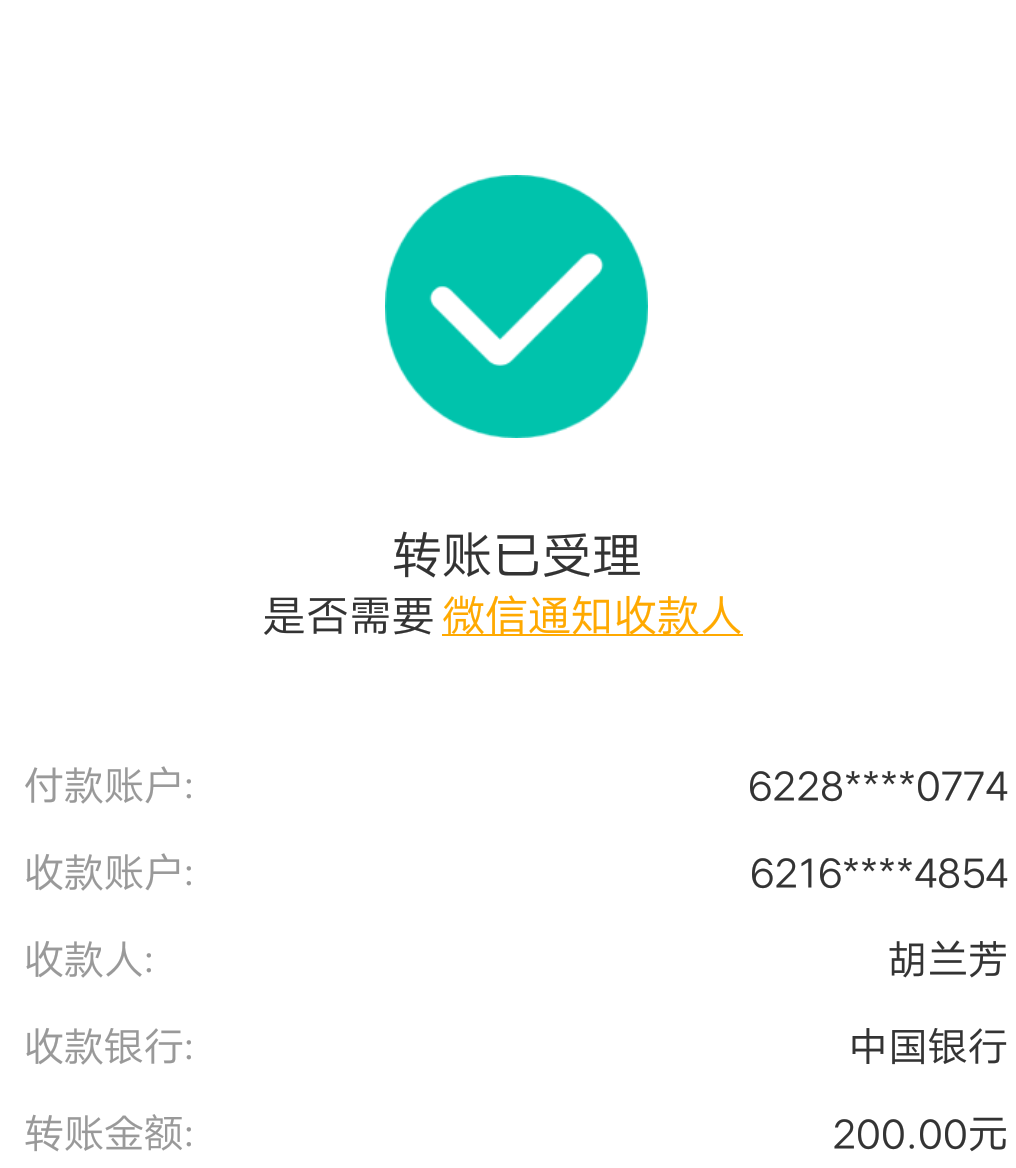 转账已受理
是否需要 微信通知收款人
付款账户: 6228****0774
收款账户: 6216****4854
收款人: 胡兰芳
收款银行: 中国银行
转账金额: 200.00元